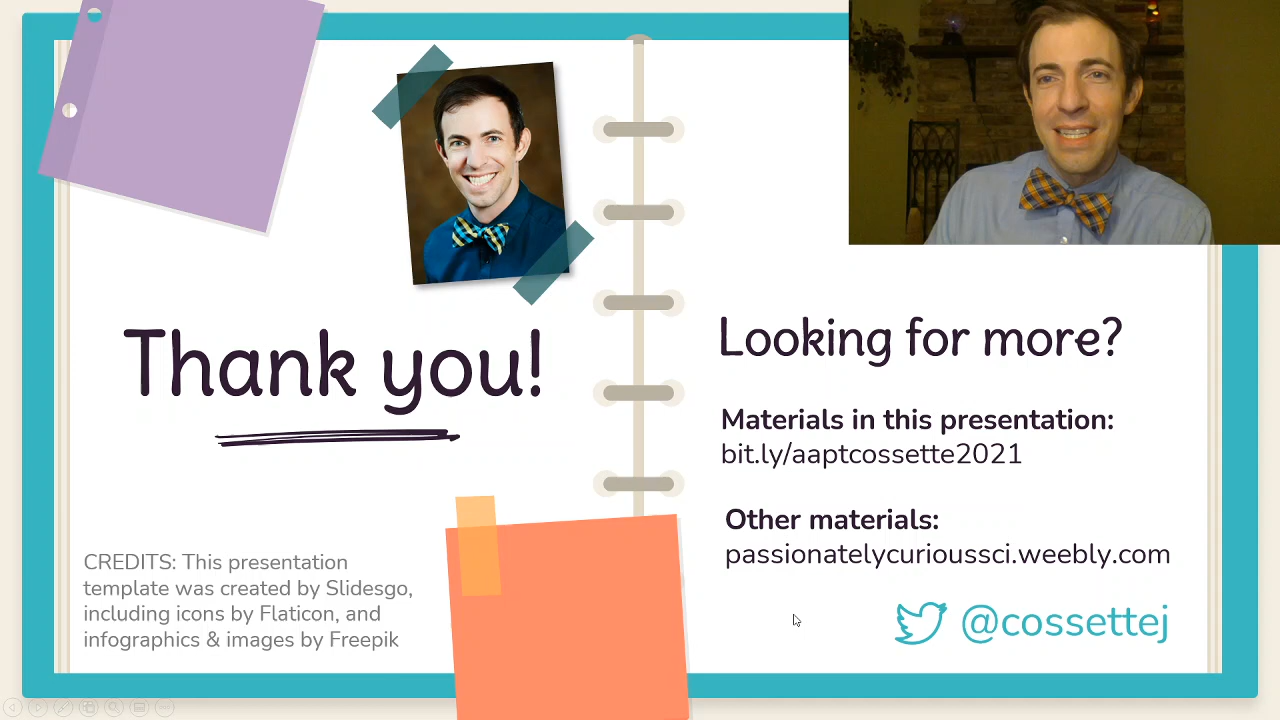 Thank you!
CREDITS: This presentation
template was created by Slidesgo,
including icons by Flaticon, and
infographics & images by Freepik
Looking for more?
Materials in this presentation:
bit.ly/aaptcossette2021
Other materials:
passionatelycurioussci.weebly.com
@cossettej